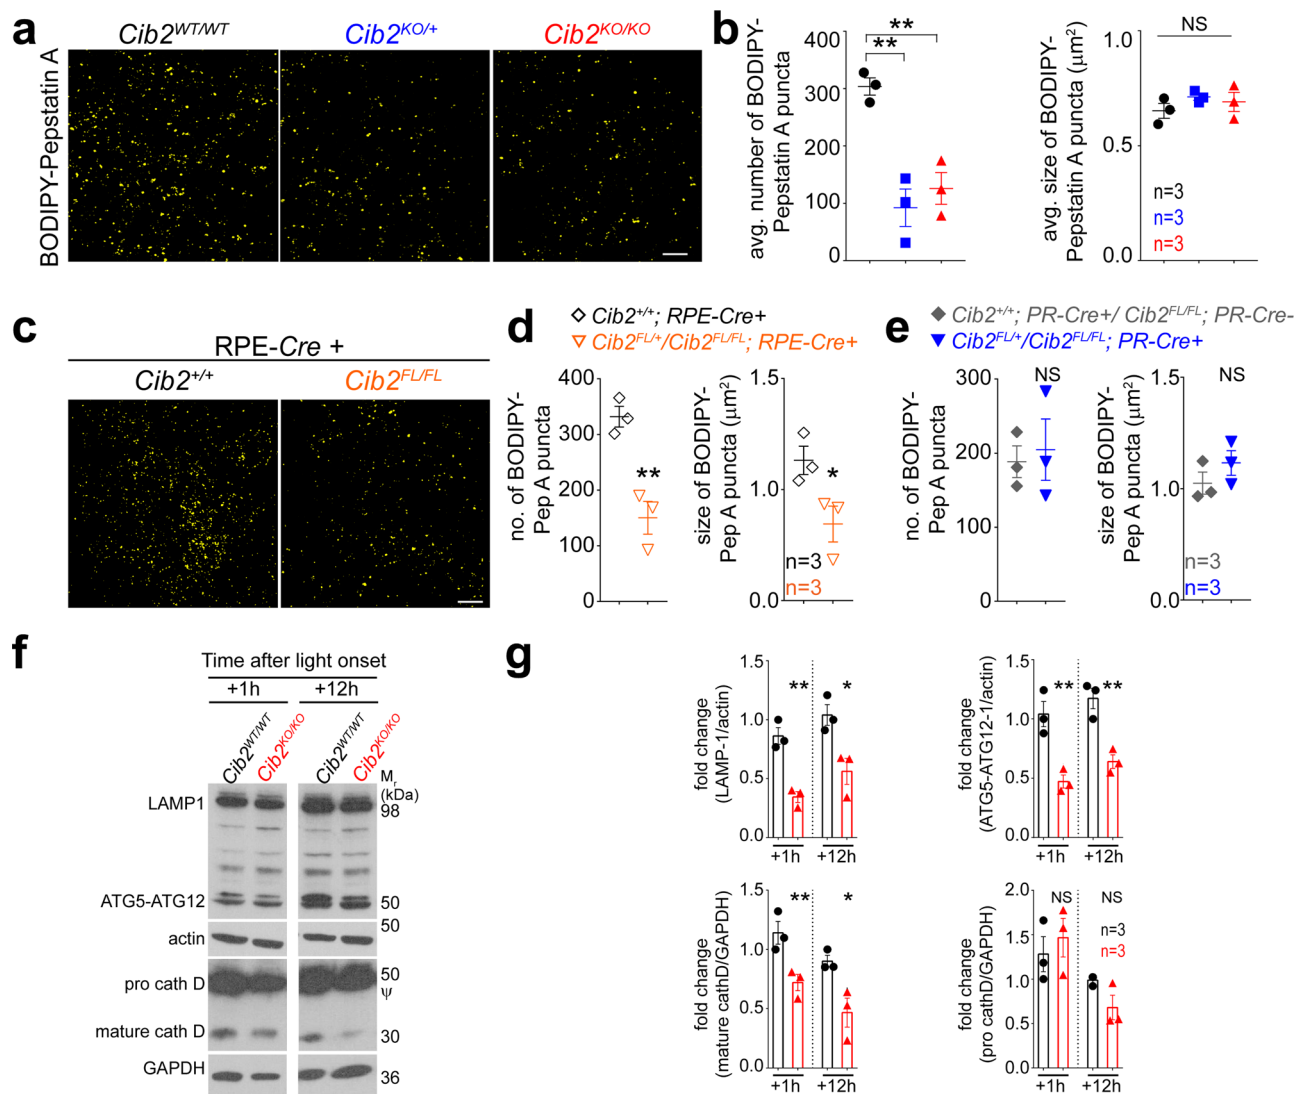 a
Cib2WT/WT
Cib2KO/+
Cib2KO/KO
BODIPY-Pepstatin A
b
avg. number of BODIPY-
Pepstatin A puncta
400
300
200
100
0
**
**
avg. size of BODIPY-
Pepstatin A puncta (μm2)
1.0
0.5
0.0
NS
n=3
n=3
n=3
c
RPE-Cre +
Cib2+/+
Cib2FL/FL
d
Cib2+/+; RPE-Cre+
Cib2FL/+/Cib2FL/FL; RPE-Cre+
no. of BODIPY-
Pep A puncta
400
300
200
100
0
**
size of BODIPY-
Pep A puncta (μm2)
1.5
1.0
0.0
*
n=3
n=3
e
Cib2+/+; PR-Cre+/ Cib2FL/FL; PR-Cre-
Cib2FL/+/Cib2FL/FL; PR-Cre+
no. of BODIPY-
Pep A puncta
300
200
100
0
NS
size of BODIPY-
Pep A puncta (μm2)
1.5
1.0
0.0
NS
n=3
n=3
f
Time after light onset
+1h
+12h
Cib2WT/WT
Cib2KO/KO
Cib2WT/WT
Cib2KO/KO
Mr
(kDa)
LAMP1
98
ATG5-ATG12
50
actin
50
pro cath D
50
ψ
mature cath D
30
GAPDH
36
g
fold change
(LAMP-1/actin)
1.5
1.0
0.5
0.0
**
*
+1h
+12h
fold change
(ATG5-ATG12-1/actin)
1.5
1.0
0.5
0.0
**
**
+1h
+12h
fold change
(mature cathD/GAPDH)
1.5
1.0
0.5
0.0
**
*
+1h
+12h
fold change
(pro cathD/GAPDH)
2.0
1.5
1.0
0.5
0.0
NS
NS
n=3
n=3
+1h
+12h